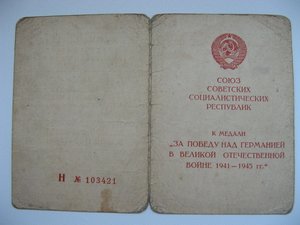 Н № 103421
СОЮЗ
СОВЕТСКИХ
СОЦИАЛИСТИЧЕСКИХ
РЕСПУБЛИК
К МЕДАЛИ
„ЗА ПОБЕДУ НАД ГЕРМАНИЕЙ
В ВЕЛИКОЙ ОТЕЧЕСТВЕННОЙ
ВОЙНЕ 1941—1945 гг."